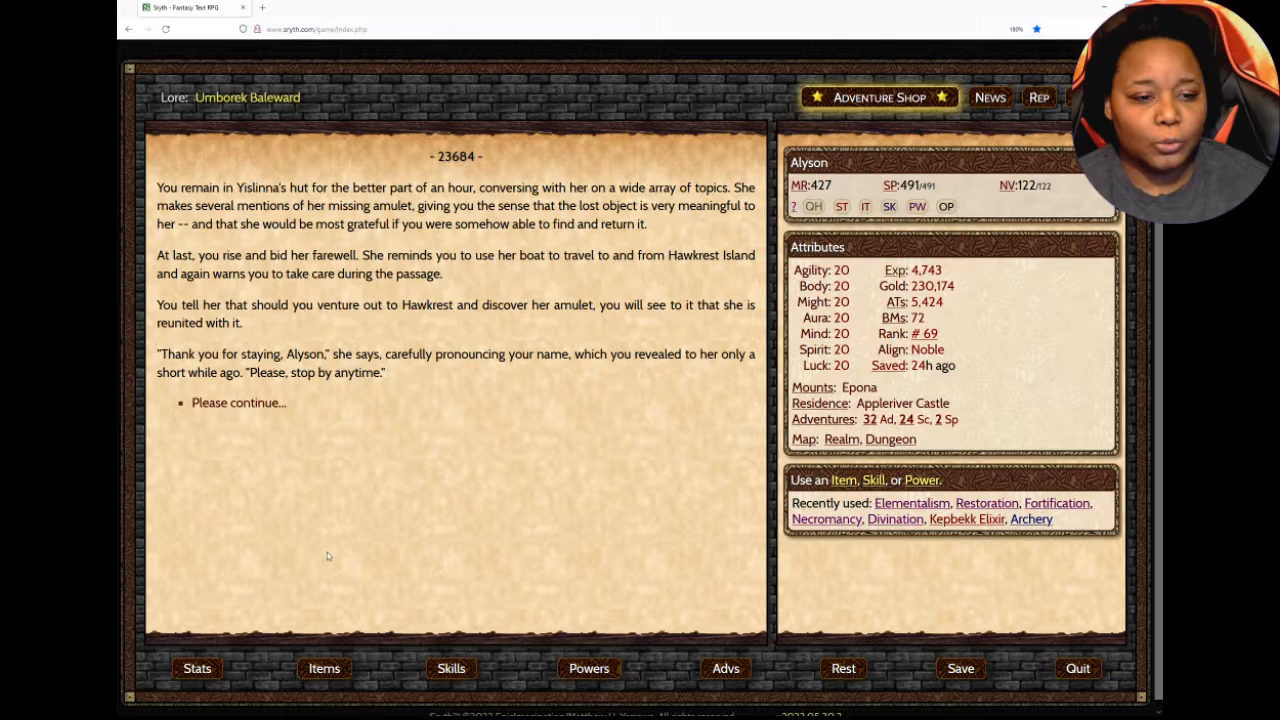 Sryth - Fantasy Text RPG
www.sryth.com/game/index.php
180%
Lore: Umborek Baleward
ADVENTURE SHOP
NEWS
REP
- 23684 -
You remain in Yislinna's hut for the better part of an hour, conversing with her on a wide array of topics. She
makes several mentions of her missing amulet, giving you the sense that the lost object is very meaningful to
her -- and that she would be most grateful if you were somehow able to find and return it.
At last, you rise and bid her farewell. She reminds you to use her boat to travel to and from Hawkrest Island
and again warns you to take care during the passage.
You tell her that should you venture out to Hawkrest and discover her amulet, you will see to it that she is
reunited with it.
"Thank you for staying, Alyson," she says, carefully pronouncing your name, which you revealed to her only a
short while ago. "Please, stop by anytime."
Please continue...
Alyson
MR:427 SP:491/491 NV:122/122
? QH ST IT SK PW OP
Attributes
Agility: 20 Exp: 4,743
Body: 20 Gold: 230,174
Might: 20 ATs: 5,424
Aura: 20 BMs: 72
Mind: 20 Rank: # 69
Spirit: 20 Align: Noble
Luck: 20 Saved: 24h ago
Mounts: Epona
Residence: Appleriver Castle
Adventures: 32 Ad, 24 Sc, 2 Sp
Map: Realm, Dungeon
Use an Item, Skill, or Power.
Recently used: Elementalism, Restoration, Fortification,
Necromancy, Divination, Kepbekk Elixir, Archery
Stats
Items
Skills
Powers
Advs
Rest
Save
Quit